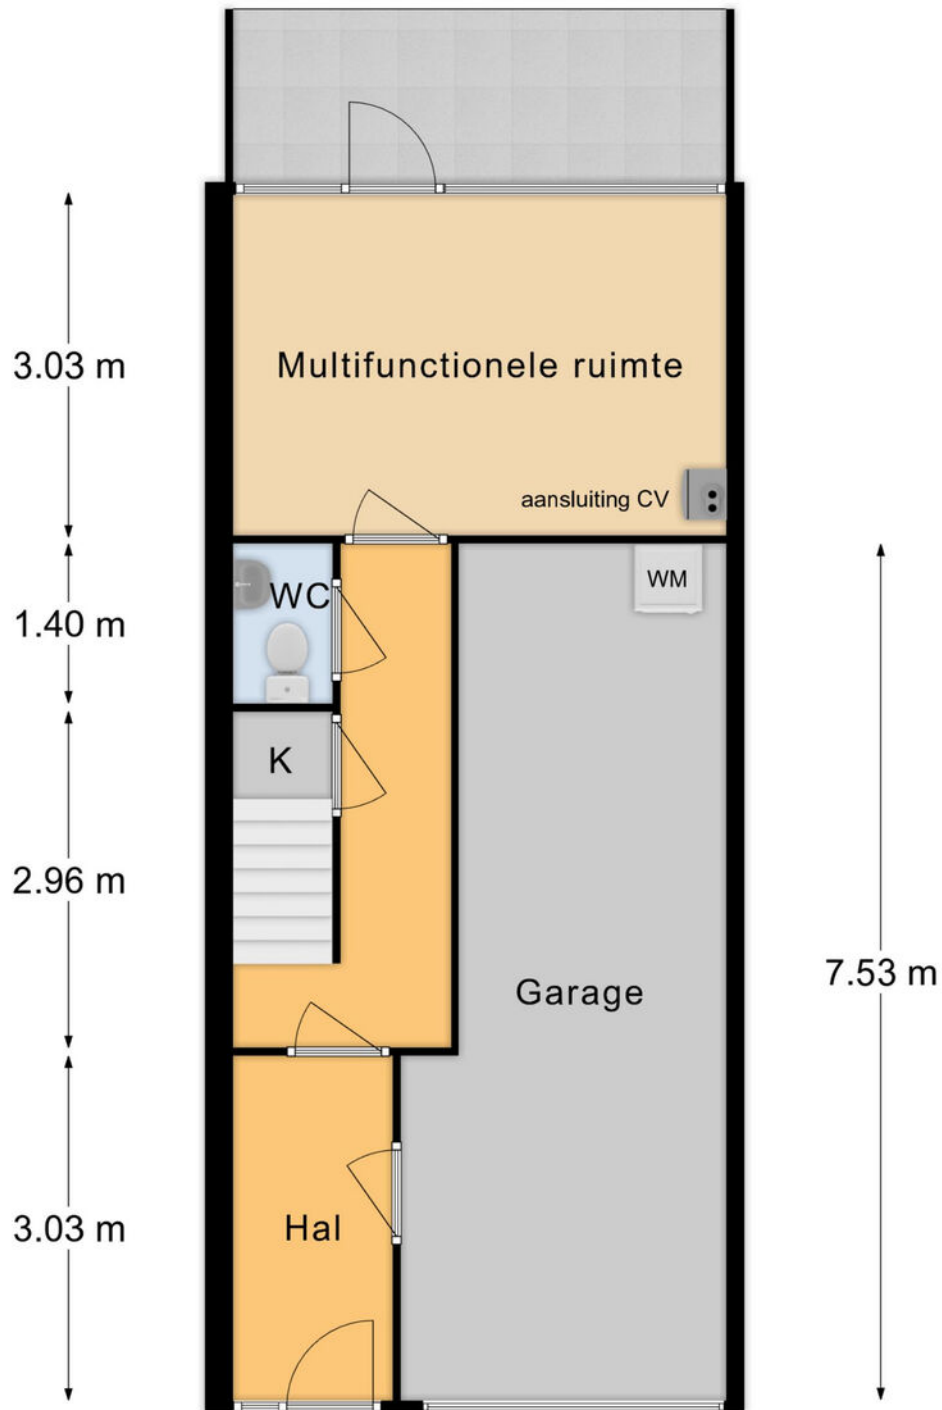 3.03 m
Multifunctionele ruimte
aansluiting CV
WC
WM
1.40 m
K
2.96 m
Garage
7.53 m
Hal
3.03 m